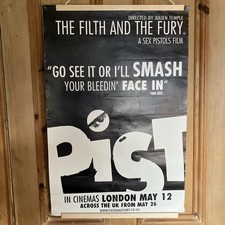 DIRECTED BY JULIEN TEMPLE
THE FILTH AND THE FURY
A SEX PISTOLS FILM
"GO SEE IT OR I'LL SMASH
YOUR BLEEDIN' FACE IN"
PiST
IN CINEMAS LONDON MAY 12
ACROSS THE UK FROM MAY 26